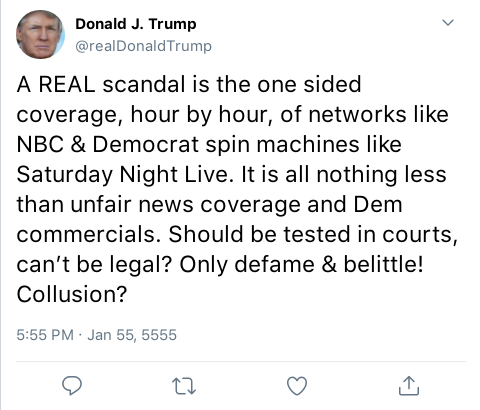 Donald J. Trump
@realDonaldTrump
A REAL scandal is the one sided
coverage, hour by hour, of networks like
NBC & Democrat spin machines like
Saturday Night Live. It is all nothing less
than unfair news coverage and Dem
commercials. Should be tested in courts,
can’t be legal? Only defame & belittle!
Collusion?
5:55 PM · Jan 55, 5555